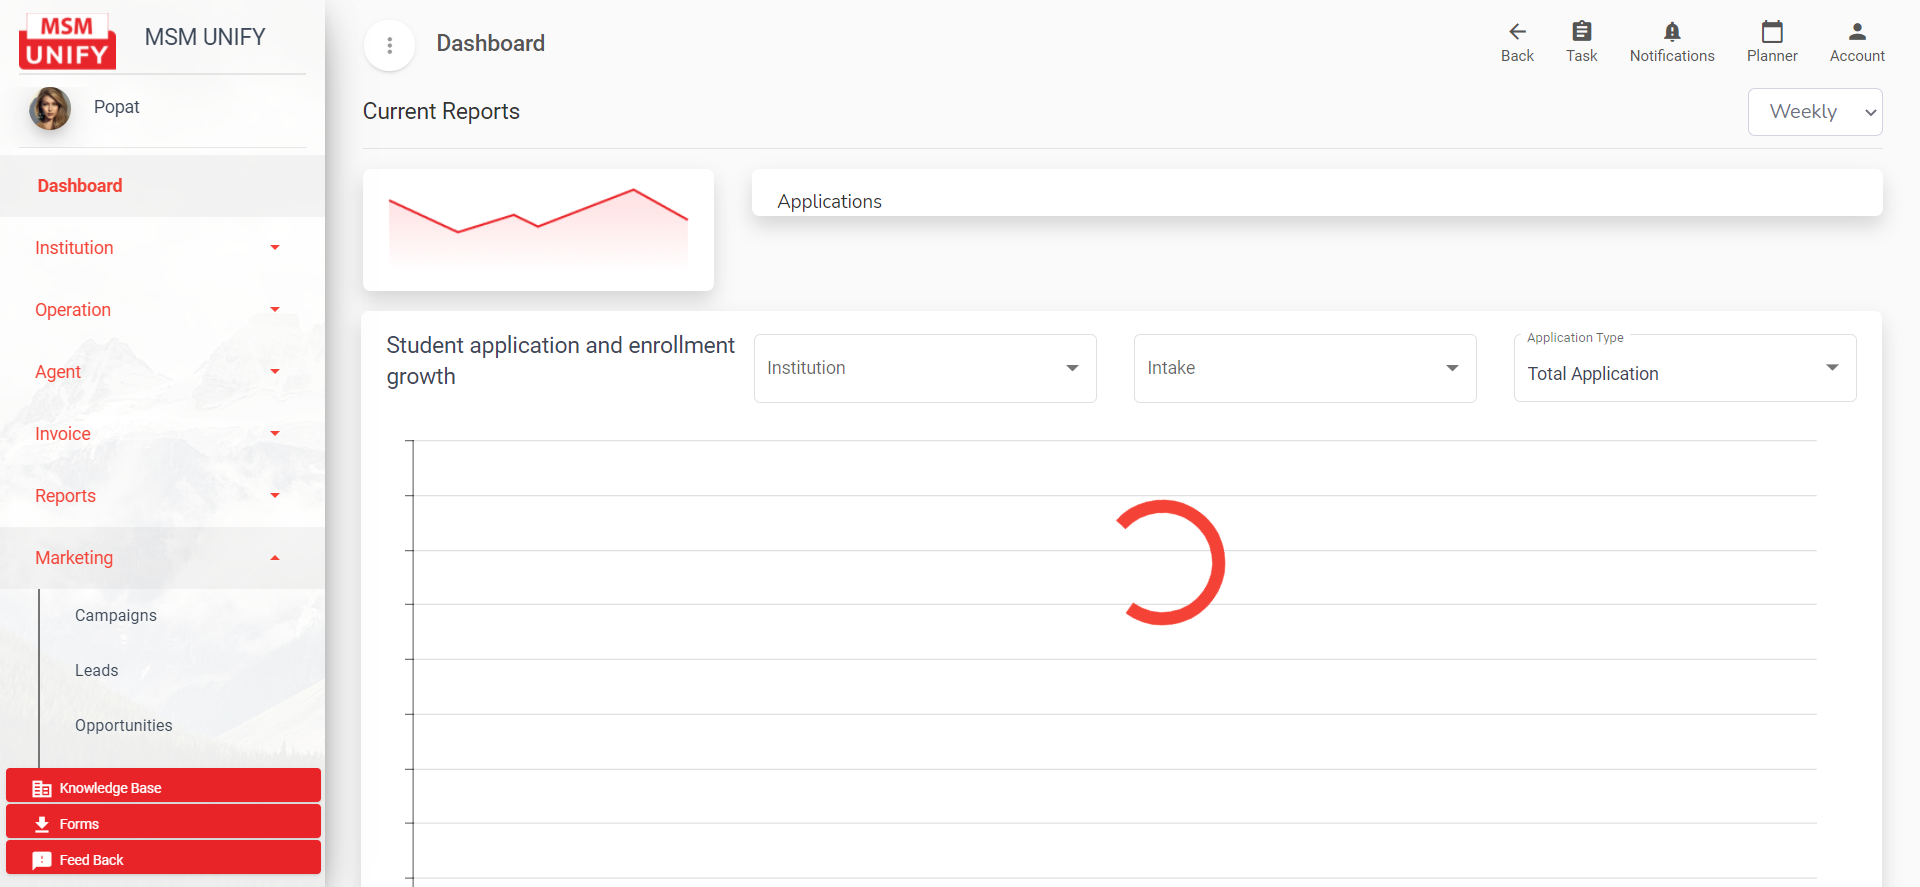 MSM
UNIFY
MSM UNIFY
Popat
Dashboard
Institution
Operation
Agent
Invoice
Reports
Marketing
Campaigns
Leads
Opportunities
Knowledge Base
Forms
Feed Back
Dashboard
Back
Task
Notifications
Planner
Account
Current Reports
Weekly
Applications
Student application and enrollment
growth
Institution
Intake
Application Type
Total Application